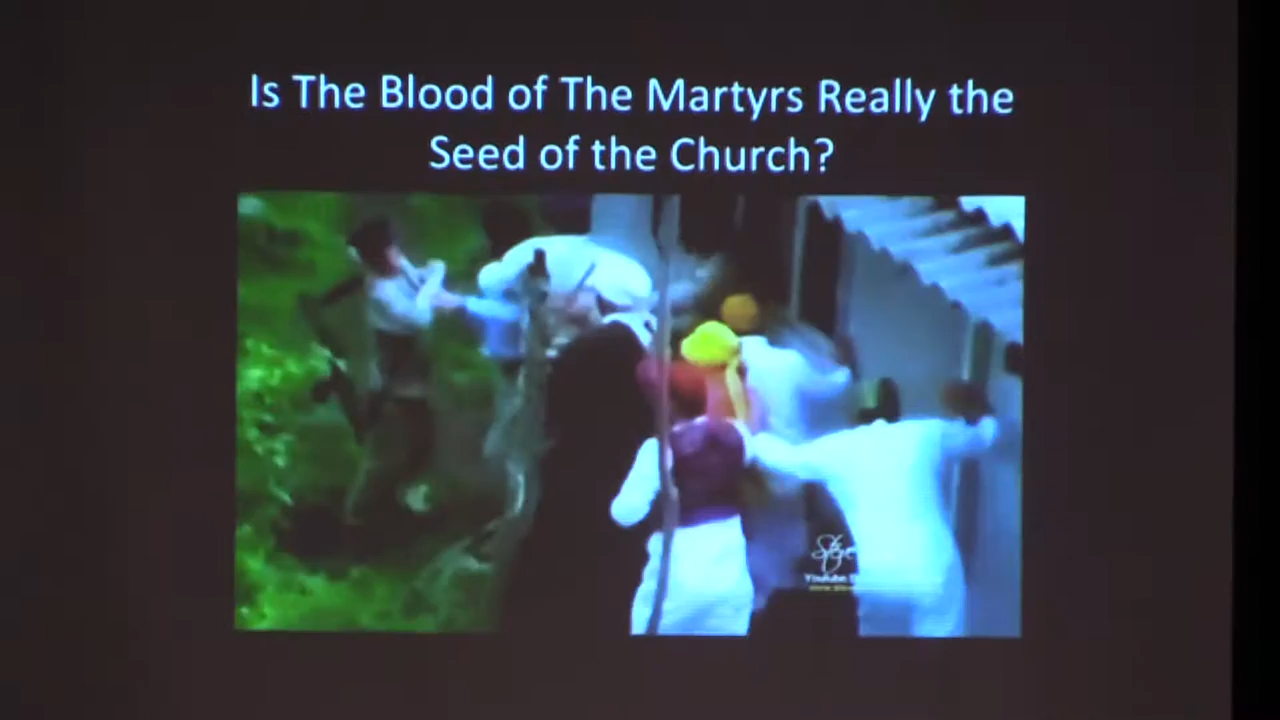 Is The Blood of The Martyrs Really the
Seed of the Church?